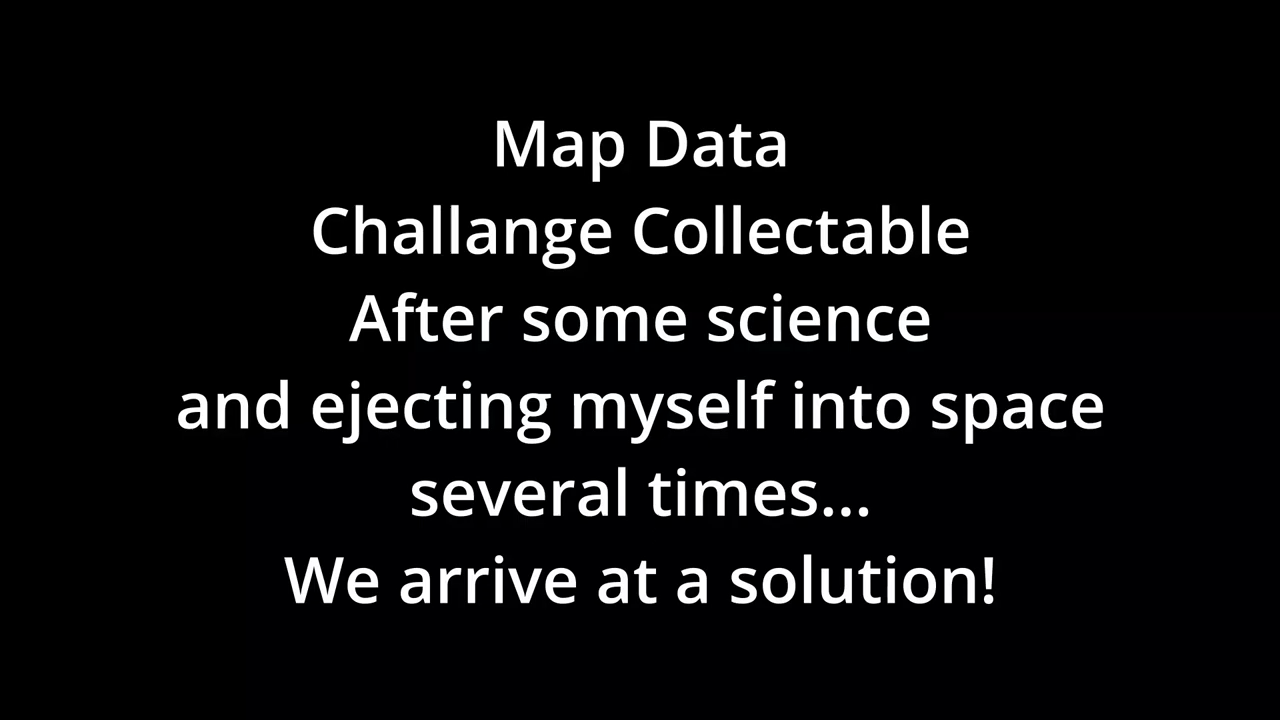 Map Data
Challange Collectable
After some science
and ejecting myself into space
several times...
We arrive at a solution!